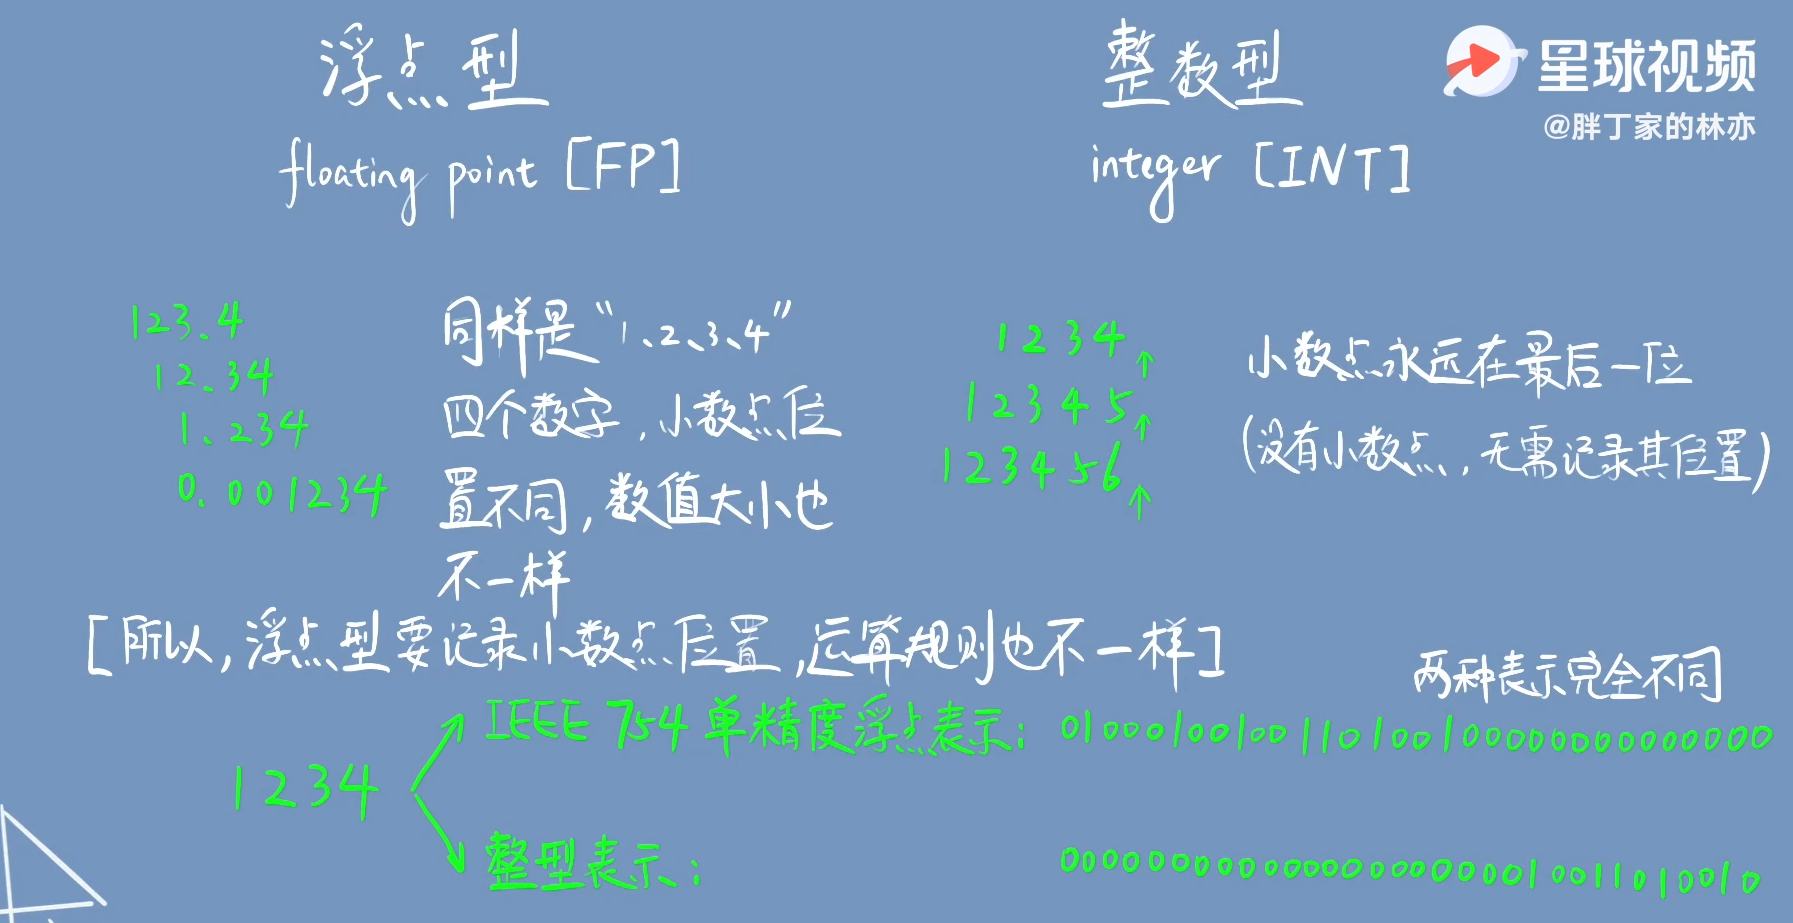 浮点型
floating point [FP]
整数型
integer [INT]
星球视频
@胖丁家的林亦
123.4
12.34
1.234
0.001234
同样是“1、2、3、4”
四个数字，小数点位
置不同，数值大小也
不一样
1234↑
12345↑
123456↑
小数点永远在最后一位
(没有小数点，无需记录其位置)
[所以，浮点型要记录小数点位置，运算规则也不一样]
两种表示完全不同
1234
IEEE 754 单精度浮点表示：01000100100110100100000000000000
整型表示：00000000000000000000010011010010